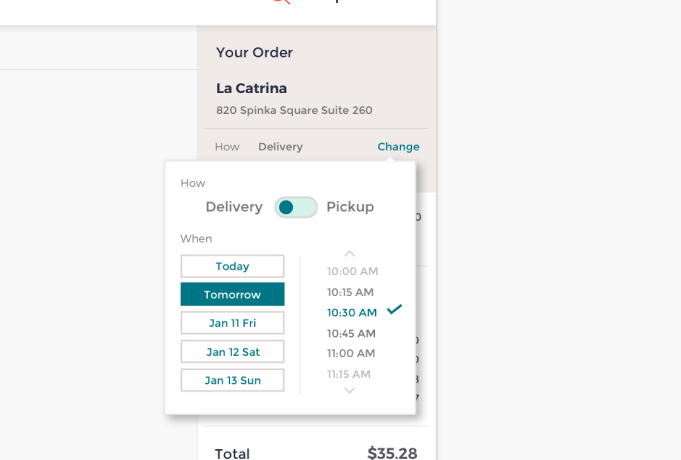 Your Order
La Catrina
820 Spinka Square Suite 260
How Delivery Change
How
Delivery Pickup
When
Today
Tomorrow
Jan 11 Fri
Jan 12 Sat
Jan 13 Sun
10:00 AM
10:15 AM
10:30 AM
10:45 AM
11:00 AM
11:15 AM
Total $35.28